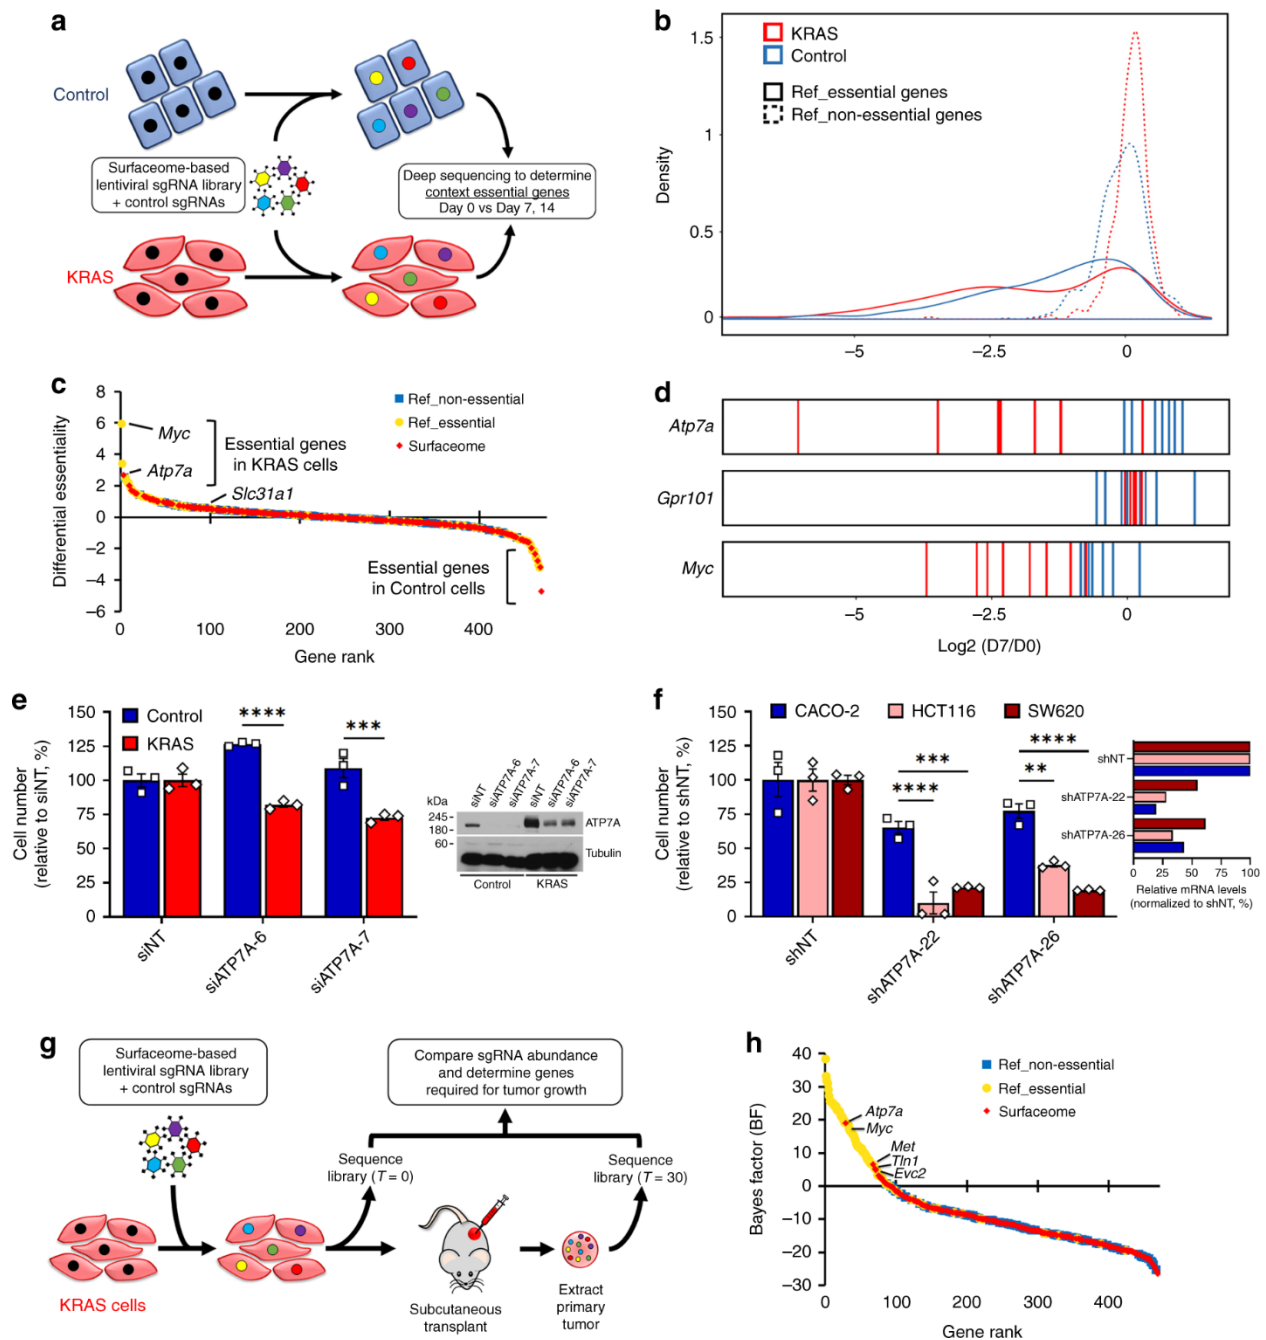 a
Control
Surfaceome-based
lentiviral sgRNA library
+ control sgRNAs
Deep sequencing to determine
context essential genes
Day 0 vs Day 7, 14
KRAS
b
KRAS
Control
Ref_essential genes
Ref_non-essential genes
Density
1.5
1
0.5
0
−5
−2.5
0
c
Differential essentiality
8
6
4
2
0
−2
−4
−6
Ref_non-essential
Ref_essential
Surfaceome
Myc
Atp7a
Slc31a1
Essential genes
in KRAS cells
Essential genes
in Control cells
0
100
200
300
400
Gene rank
d
Atp7a
Gpr101
Myc
−5
−2.5
0
Log2 (D7/D0)
e
Cell number
(relative to siNT, %)
150
125
100
75
50
25
0
Control
KRAS
****
***
siNT
siATP7A-6
siATP7A-7
siNT
siATP7A-6
siATP7A-7
siNT
siATP7A-6
siATP7A-7
kDa
245
180
60
ATP7A
Tubulin
Control
KRAS
f
Cell number
(relative to shNT, %)
150
125
100
75
50
25
0
CACO-2
HCT116
SW620
***
****
****
**
shNT
shATP7A-22
shATP7A-26
shNT
shATP7A-22
shATP7A-26
0
25
50
75
100
Relative mRNA levels
(normalized to shNT, %)
g
Surfaceome-based
lentiviral sgRNA library
+ control sgRNAs
Compare sgRNA abundance
and determine genes
required for tumor growth
Sequence
library (T = 0)
Sequence
library (T = 30)
KRAS cells
Subcutaneous
transplant
Extract
primary
tumor
h
Bayes factor (BF)
40
30
20
10
0
−10
−20
−30
Ref_non-essential
Ref_essential
Surfaceome
Atp7a
Myc
Met
Tln1
Evc2
0
100
200
300
400
Gene rank